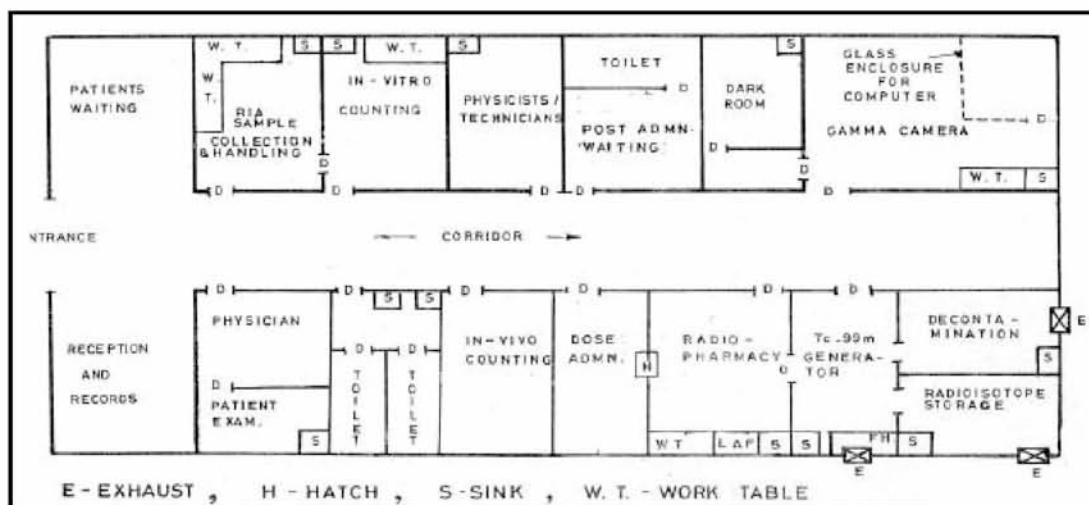 PATIENTS
WAITING
W. T.
W.
T.
S
RIA
SAMPLE
COLLECTION
& HANDLING
D
D
S
W. T.
IN-VITRO
COUNTING
D
S
PHYSICISTS/
TECHNICIANS
D
TOILET
D
POST ADMN-
'WAITING'
D
S
DARK
ROOM
D
D
GLASS
ENCLOSURE
FOR
COMPUTER
D
GAMMA CAMERA
W. T.
S
D
NTRANCE
CORRIDOR
RECEPTION
AND
RECORDS
D
PHYSICIAN
D
PATIENT
EXAM.
S
D
S
S
D
D
TOILET
TOILET
D
IN-VIVO
COUNTING
D
DOSE
ADMN.
H
D
RADIO-
PHARMACY
D
WT
LAF
S
S
D
Tc-99m
GENERA-
TOR
D
D
FH
S
DECONTA-
MINATION
S
E
RADIOISOTOPE
STORAGE
E
E
E-EXHAUST , H-HATCH , S-SINK , W. T. - WORK TABLE